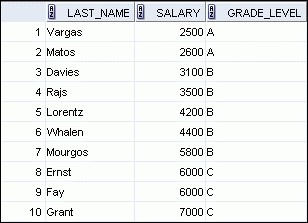 LAST_NAME SALARY GRADE_LEVEL
1 Vargas 2500 A
2 Matos 2600 A
3 Davies 3100 B
4 Rajs 3500 B
5 Lorentz 4200 B
6 Whalen 4400 B
7 Mourgos 5800 B
8 Ernst 6000 C
9 Fay 6000 C
10 Grant 7000 C